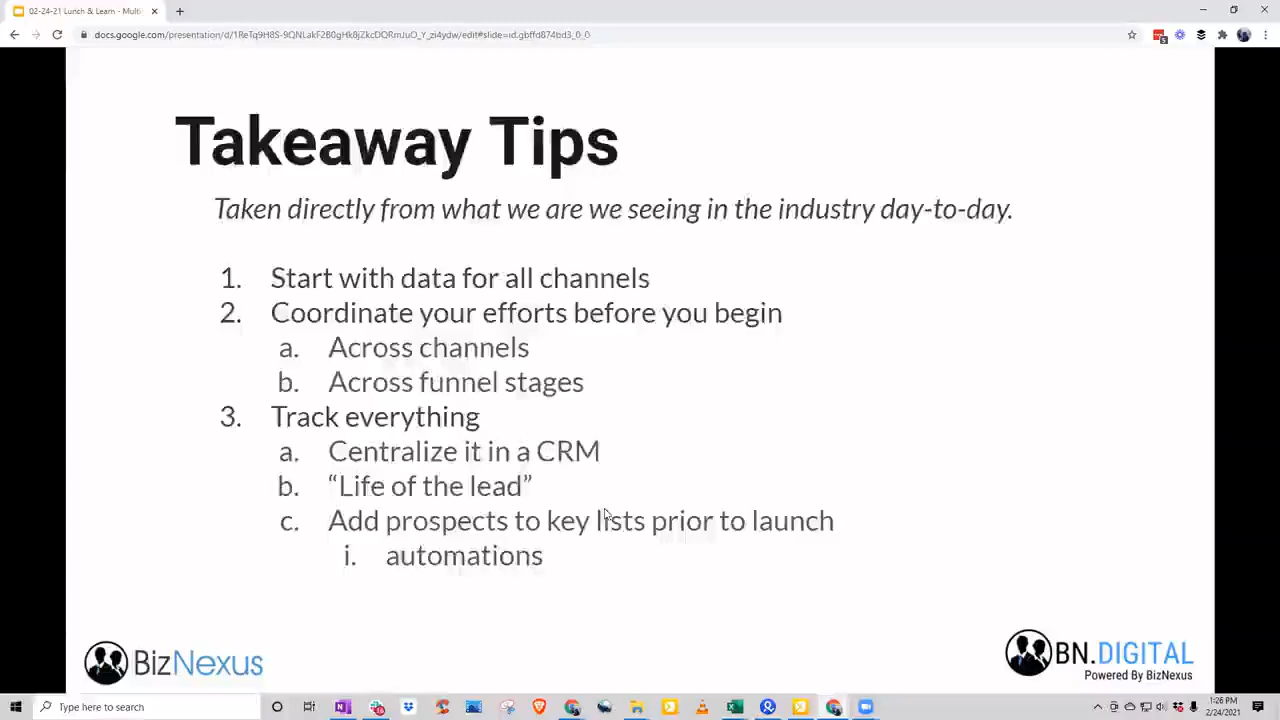 02-24-21 Lunch & Learn - Multi
docs.google.com/presentation/d/
Takeaway Tips
Taken directly from what we are we seeing in the industry day-to-day.
1. Start with data for all channels
2. Coordinate your efforts before you begin
a. Across channels
b. Across funnel stages
3. Track everything
a. Centralize it in a CRM
b. “Life of the lead”
c. Add prospects to key lists prior to launch
i. automations
BizNexus
BN.DIGITAL
Powered By BizNexus
Type here to search
1:26 PM
2/24/2021